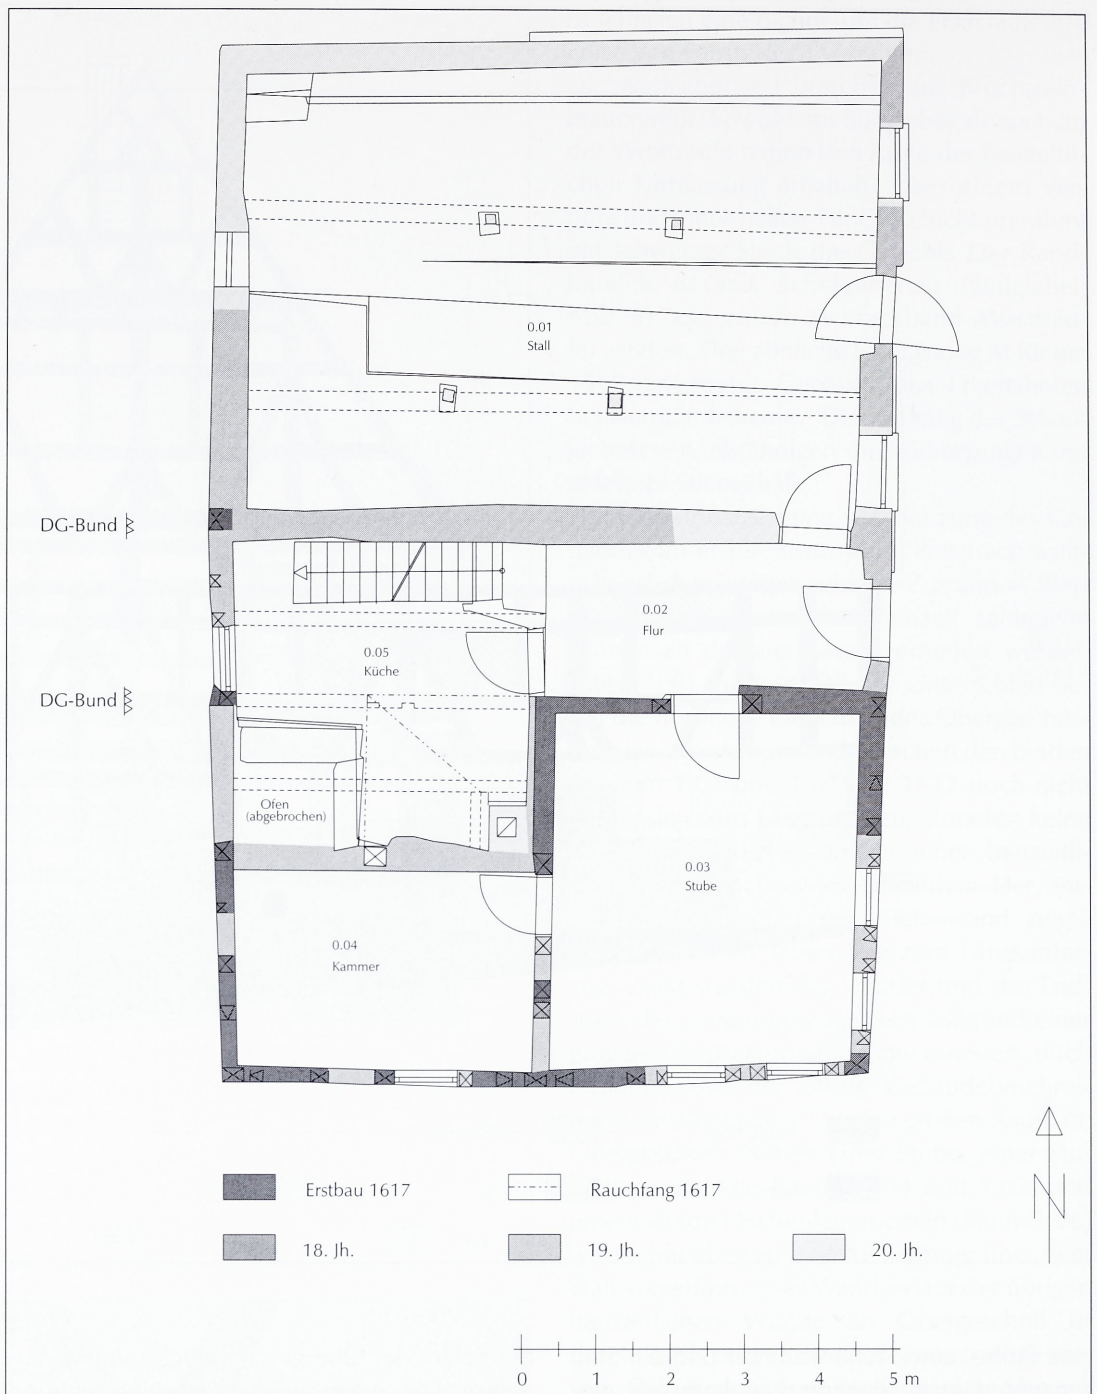 0.01
Stall
DG-Bund
0.02
Flur
0.05
Küche
DG-Bund
Ofen
(abgebrochen)
0.03
Stube
0.04
Kammer
Erstbau 1617
Rauchfang 1617
18. Jh.
19. Jh.
20. Jh.
N
0 1 2 3 4 5 m